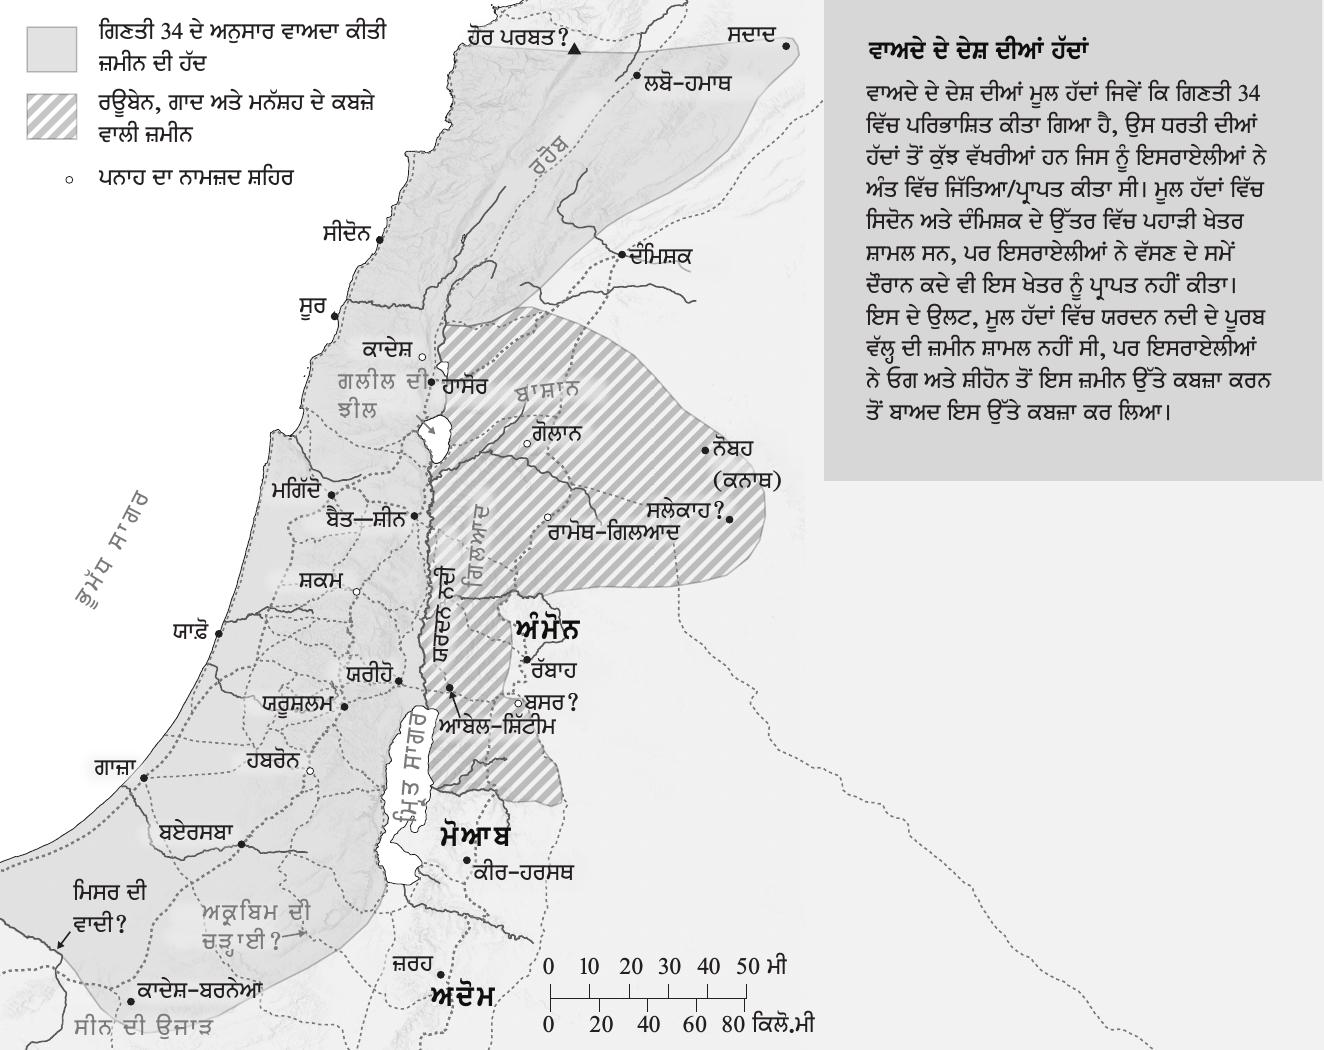 ਗਿਣਤੀ 34 ਦੇ ਅਨੁਸਾਰ ਵਾਅਦਾ ਕੀਤੀ
ਜ਼ਮੀਨ ਦੀ ਹੱਦ
ਰਊਬੇਨ, ਗਾਦ ਅਤੇ ਮਨੱਸ਼ਹ ਦੇ ਕਬਜ਼ੇ
ਵਾਲੀ ਜ਼ਮੀਨ
ਪਨਾਹ ਦਾ ਨਾਮਜ਼ਦ ਸ਼ਹਿਰ
ਵਾਅਦੇ ਦੇ ਦੇਸ਼ ਦੀਆਂ ਹੱਦਾਂ
ਵਾਅਦੇ ਦੇ ਦੇਸ਼ ਦੀਆਂ ਮੂਲ ਹੱਦਾਂ ਜਿਵੇਂ ਕਿ ਗਿਣਤੀ 34
ਵਿੱਚ ਪਰਿਭਾਸ਼ਿਤ ਕੀਤਾ ਗਿਆ ਹੈ, ਉਸ ਧਰਤੀ ਦੀਆਂ
ਹੱਦਾਂ ਤੋਂ ਕੁੱਝ ਵੱਖਰੀਆਂ ਹਨ ਜਿਸ ਨੂੰ ਇਸਰਾਏਲੀਆਂ ਨੇ
ਅੰਤ ਵਿੱਚ ਜਿੱਤਿਆ/ਪ੍ਰਾਪਤ ਕੀਤਾ ਸੀ। ਮੂਲ ਹੱਦਾਂ ਵਿੱਚ
ਸਿਦੋਨ ਅਤੇ ਦੰਮਿਸ਼ਕ ਦੇ ਉੱਤਰ ਵਿੱਚ ਪਹਾੜੀ ਖੇਤਰ
ਸ਼ਾਮਲ ਸਨ, ਪਰ ਇਸਰਾਏਲੀਆਂ ਨੇ ਵੱਸਣ ਦੇ ਸਮੇਂ
ਦੌਰਾਨ ਕਦੇ ਵੀ ਇਸ ਖੇਤਰ ਨੂੰ ਪ੍ਰਾਪਤ ਨਹੀਂ ਕੀਤਾ।
ਇਸ ਦੇ ਉਲਟ, ਮੂਲ ਹੱਦਾਂ ਵਿੱਚ ਯਰਦਨ ਨਦੀ ਦੇ ਪੂਰਬ
ਵੱਲ੍ਹ ਦੀ ਜ਼ਮੀਨ ਸ਼ਾਮਲ ਨਹੀਂ ਸੀ, ਪਰ ਇਸਰਾਏਲੀਆਂ
ਨੇ ਓਗ ਅਤੇ ਸ਼ੀਹੋਨ ਤੋਂ ਇਸ ਜ਼ਮੀਨ ਉੱਤੇ ਕਬਜ਼ਾ ਕਰਨ
ਤੋਂ ਬਾਅਦ ਇਸ ਉੱਤੇ ਕਬਜ਼ਾ ਕਰ ਲਿਆ।
ਹੋਰ ਪਰਬਤ?
ਸਦਾਦ
ਲਬੋ-ਹਮਾਥ
ਰਹੋਬ
ਸੀਦੋਨ
ਦੰਮਿਸ਼ਕ
ਸੂਰ
ਕਾਦੇਸ਼
ਗਲੀਲ ਦੀ
ਝੀਲ
ਹਾਸੋਰ
ਬਾਸ਼ਾਨ
ਗੋਲਾਨ
ਨੋਬਹ
(ਕਨਾਥ)
ਮਗਿੱਦੋ
ਬੈਤ—ਸ਼ੀਨ
ਸਲੇਕਾਹ?
ਰਾਮੋਥ-ਗਿਲਆਦ
ਗਿਲਆਦ
ਭੂਮੱਧ ਸਾਗਰ
ਸ਼ਕਮ
ਯਰਦਨ ਨਦੀ
ਯਾਫ਼ੋ
ਅੰਮੋਨ
ਰੱਬਾਹ
ਯਰੀਹੋ
ਯਰੂਸ਼ਲਮ
ਬਸਰ?
ਆਬੇਲ-ਸ਼ਿੱਟੀਮ
ਹਬਰੋਨ
ਗਾਜ਼ਾ
ਮ੍ਰਿਤ ਸਾਗਰ
ਬਏਰਸਬਾ
ਮੋਆਬ
ਕੀਰ-ਹਰਸਥ
ਮਿਸਰ ਦੀ
ਵਾਦੀ?
ਅਕ੍ਰਬਿਮ ਦੀ
ਚੜ੍ਹਾਈ?
ਜ਼ਰਹ
ਕਾਦੇਸ਼-ਬਰਨੇਆ
ਅਦੋਮ
ਸੀਨ ਦੀ ਉਜਾੜ
0 10 20 30 40 50 ਮੀ
0 20 40 60 80 ਕਿਲੋ.ਮੀ